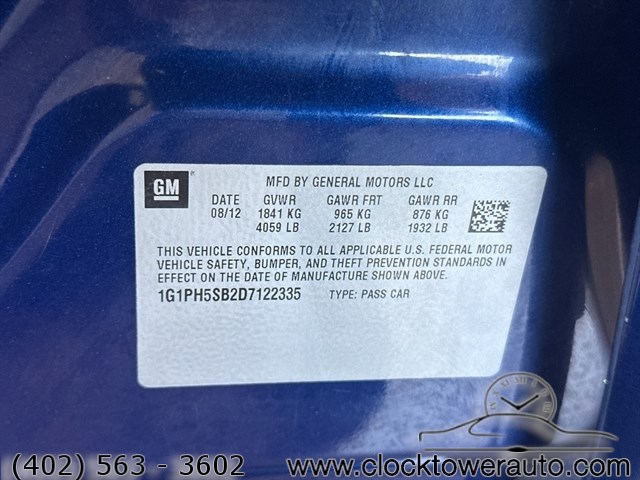 GM
MFD BY GENERAL MOTORS LLC
DATE GVWR GAWR FRT GAWR RR
08/12 1841 KG 965 KG 876 KG
4059 LB 2127 LB 1932 LB
THIS VEHICLE CONFORMS TO ALL APPLICABLE U.S. FEDERAL MOTOR
VEHICLE SAFETY, BUMPER, AND THEFT PREVENTION STANDARDS IN
EFFECT ON THE DATE OF MANUFACTURE SHOWN ABOVE.
1G1PH5SB2D7122335 TYPE: PASS CAR
(402) 563 - 3602 www.clocktowerauto.com